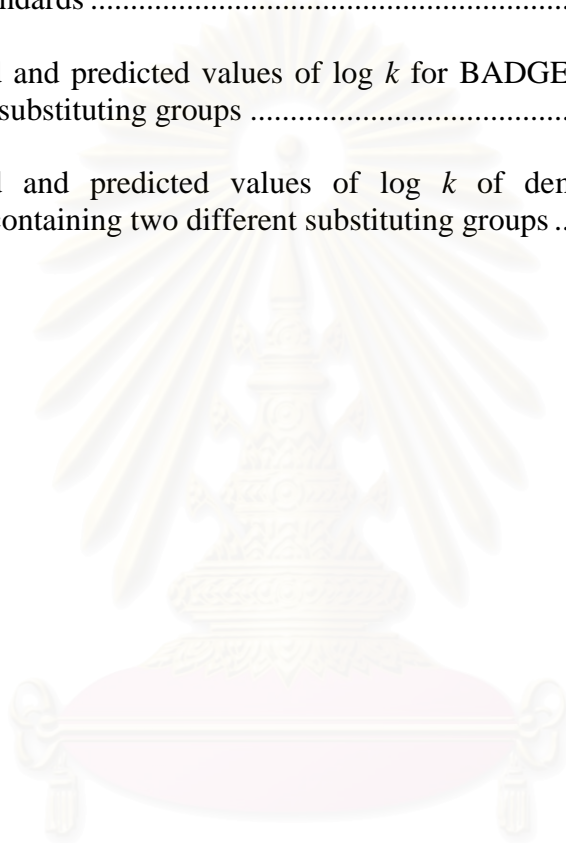 ndards ..................................................
l and predicted values of log k for BADGE
substituting groups ........................................
l and predicted values of log k of der
ontaining two different substituting groups ..